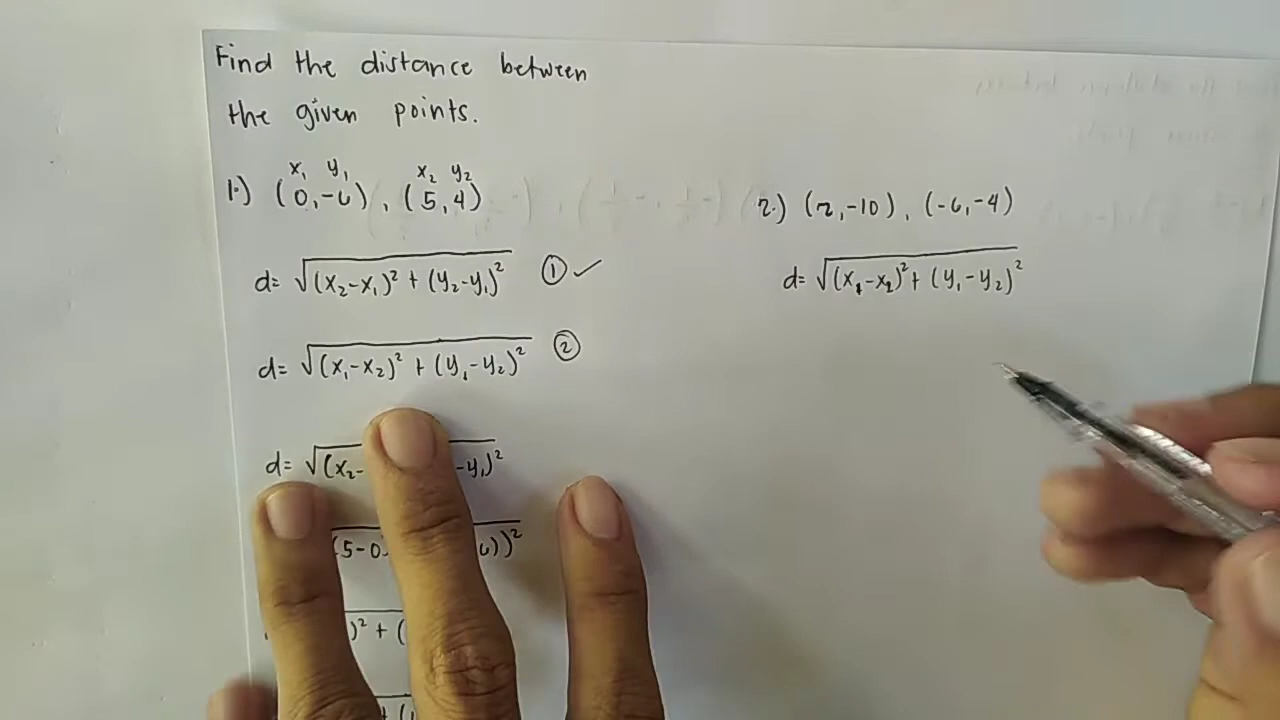 Find the distance between
the given points.
x₁ y₁ x₂ y₂
1.) (0,-6), (5,4)
d= √(x₂-x₁)² + (y₂-y₁)² ① ✓
d= √(x₁-x₂)² + (y₁-y₂)² ②
d= √(x₂- -y₁)²
(5-0 6))²
)² + (
+ (
2.) (2,-10), (-6,-4)
d= √(x₁-x₂)² + (y₁-y₂)²